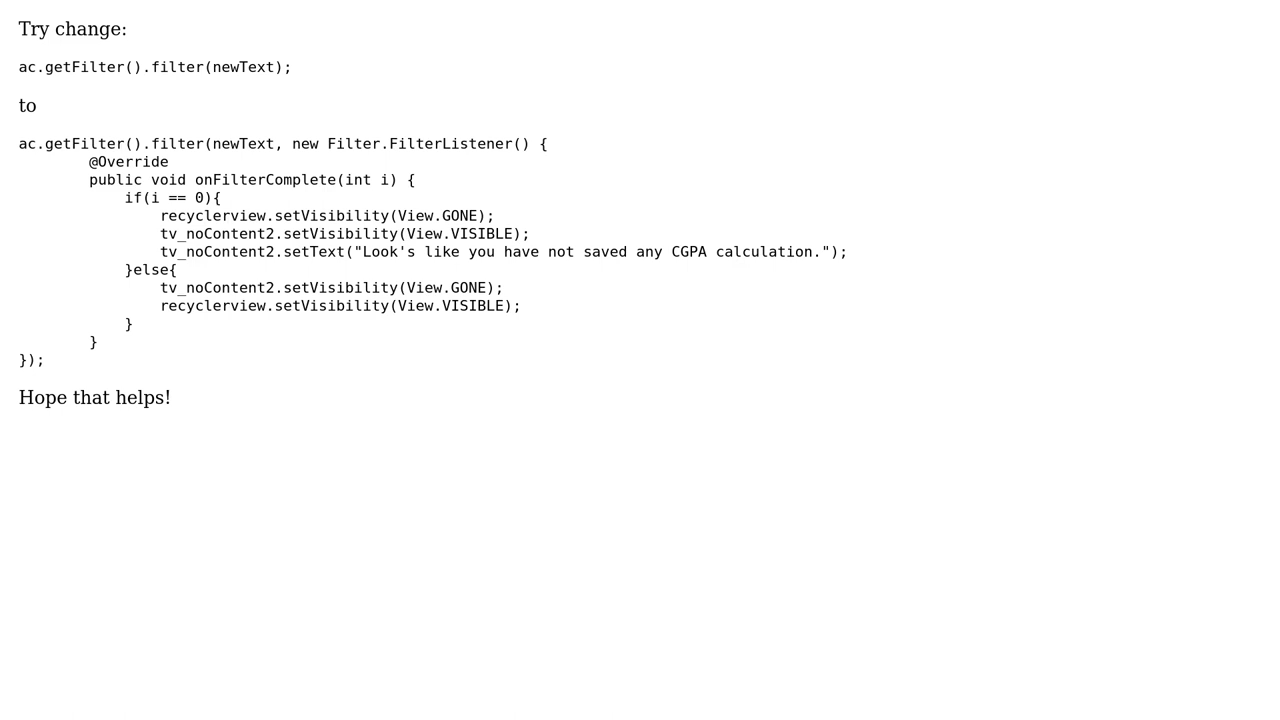 Try change:
ac.getFilter().filter(newText);
to
ac.getFilter().filter(newText, new Filter.FilterListener() {
        @Override
        public void onFilterComplete(int i) {
            if(i == 0){
                recyclerview.setVisibility(View.GONE);
                tv_noContent2.setVisibility(View.VISIBLE);
                tv_noContent2.setText("Look's like you have not saved any CGPA calculation.");
            }else{
                tv_noContent2.setVisibility(View.GONE);
                recyclerview.setVisibility(View.VISIBLE);
            }
        }
});
Hope that helps!